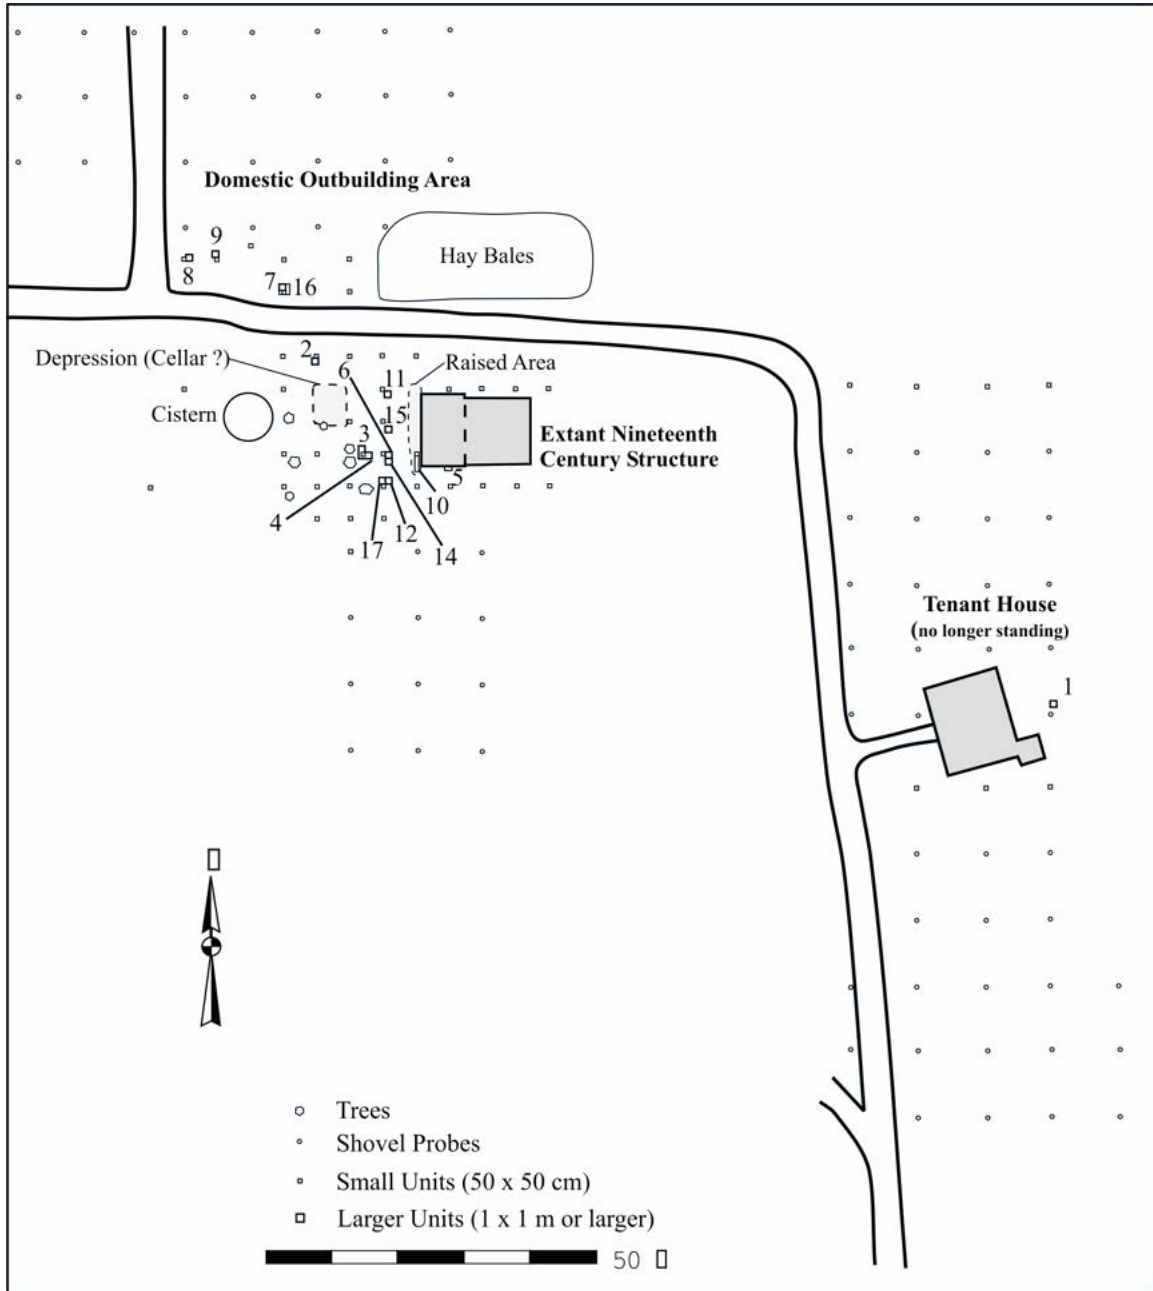 Domestic Outbuilding Area
9
Hay Bales
8
7
16
2
Depression (Cellar ?)
6
Raised Area
11
Cistern
15
3
Extant Nineteenth
Century Structure
5
10
4
12
17
14
Tenant House
(no longer standing)
1
Trees
Shovel Probes
Small Units (50 x 50 cm)
Larger Units (1 x 1 m or larger)
50